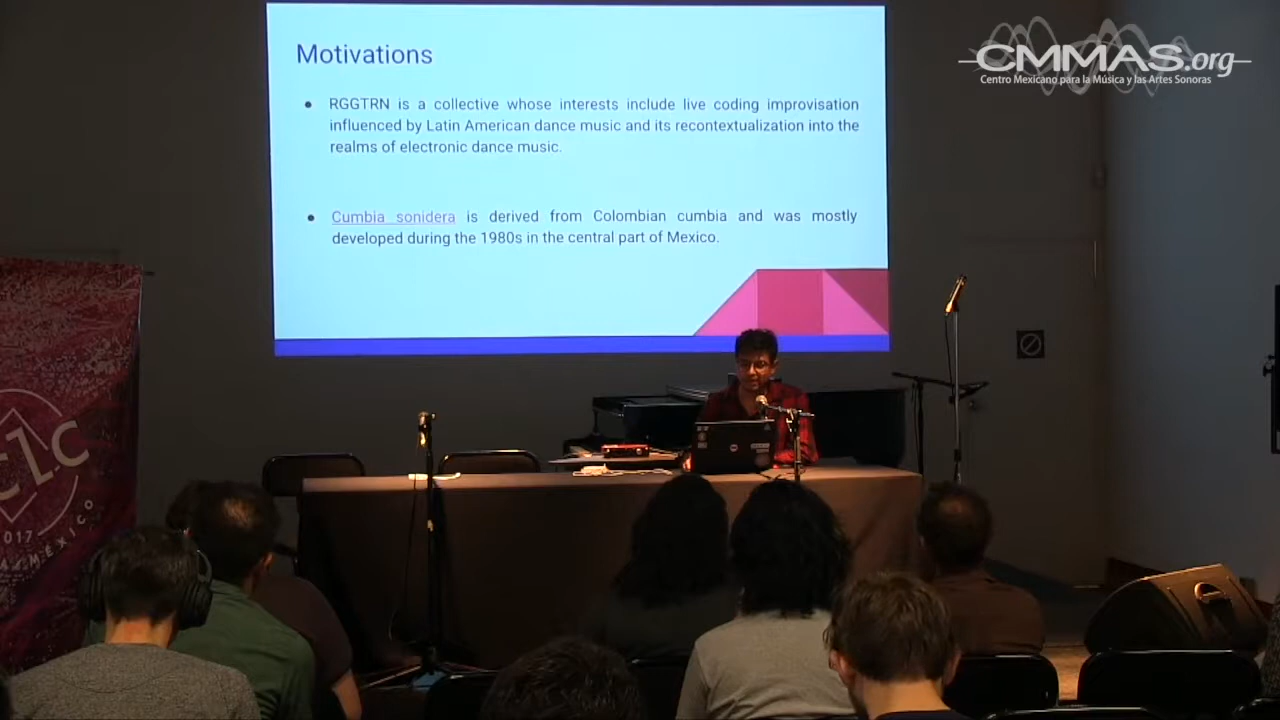 Motivations
RGGTRN is a collective whose interests include live coding improvisation
influenced by Latin American dance music and its recontextualization into the
realms of electronic dance music.
Cumbia sonidera is derived from Colombian cumbia and was mostly
developed during the 1980s in the central part of Mexico.
CMMAS.org
Centro Mexicano para la Música y las Artes Sonoras